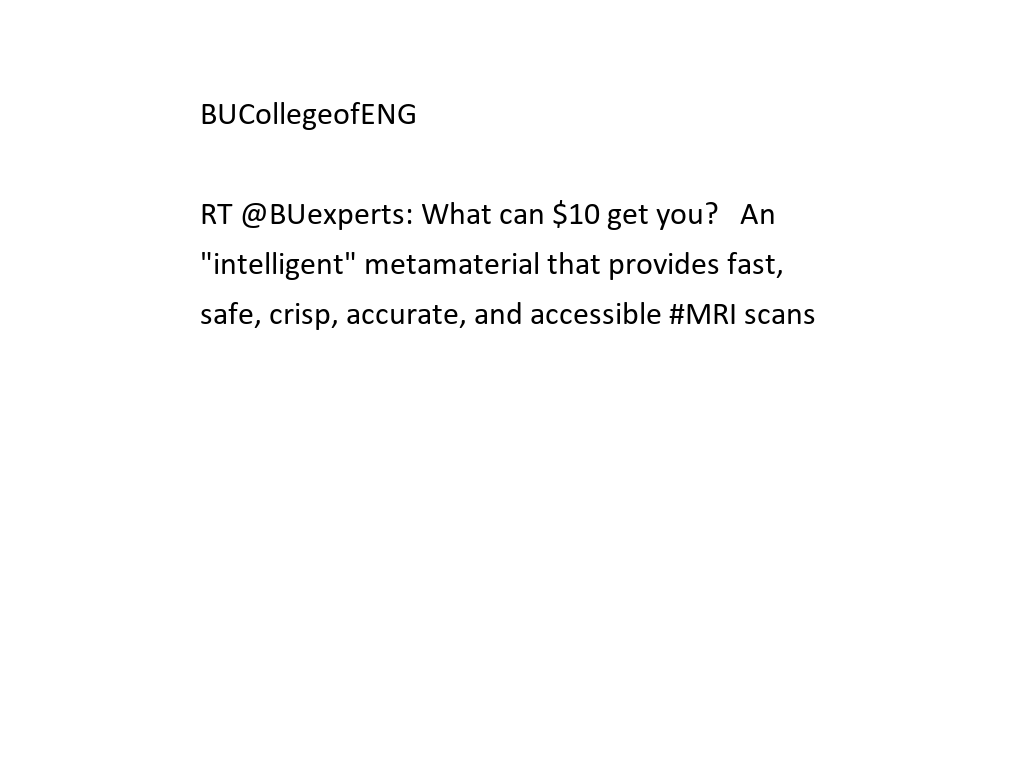 BUCollegeofENG
RT @BUexperts: What can $10 get you?   An
"intelligent" metamaterial that provides fast,
safe, crisp, accurate, and accessible #MRI scans